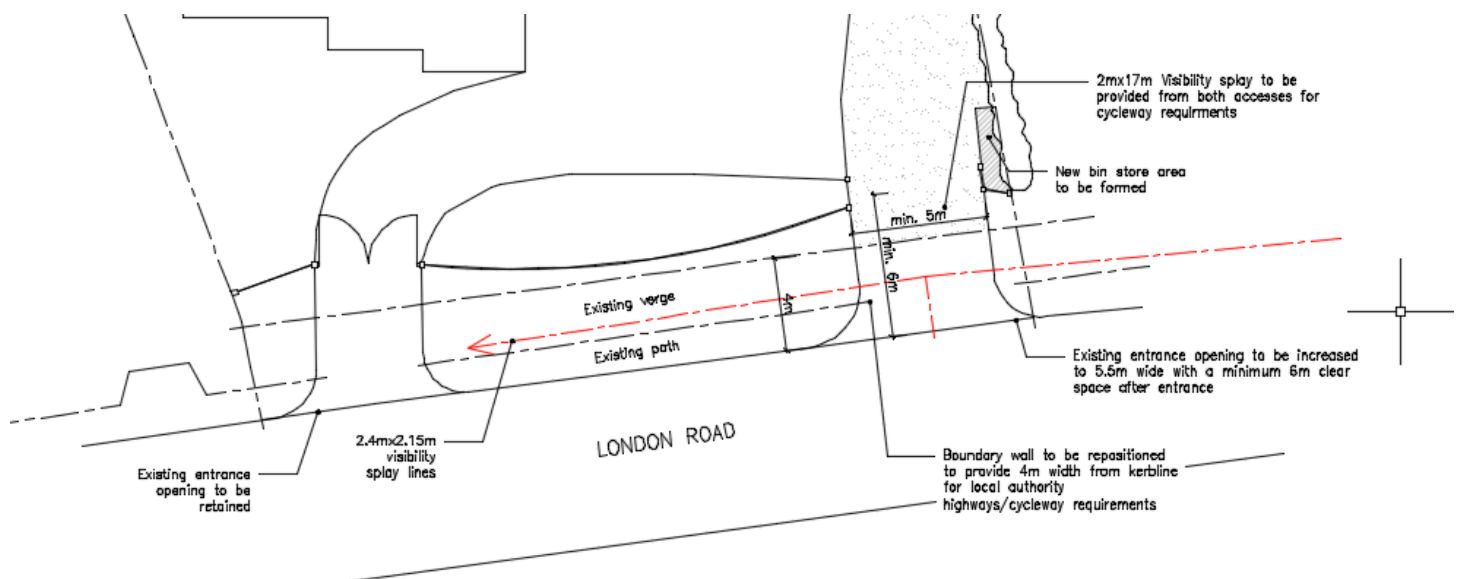 2mx17m Visibility splay to be
provided from both accesses for
cycleway requirments
New bin store area
to be formed
min. 5m
min. 6m
4m
Existing verge
Existing path
Existing entrance opening to be increased
to 5.5m wide with a minimum 6m clear
space after entrance
2.4mx2.15m
visibility
splay lines
LONDON ROAD
Existing entrance
opening to be
retained
Boundary wall to be repositioned
to provide 4m width from kerbline
for local authority
highways/cycleway requirements